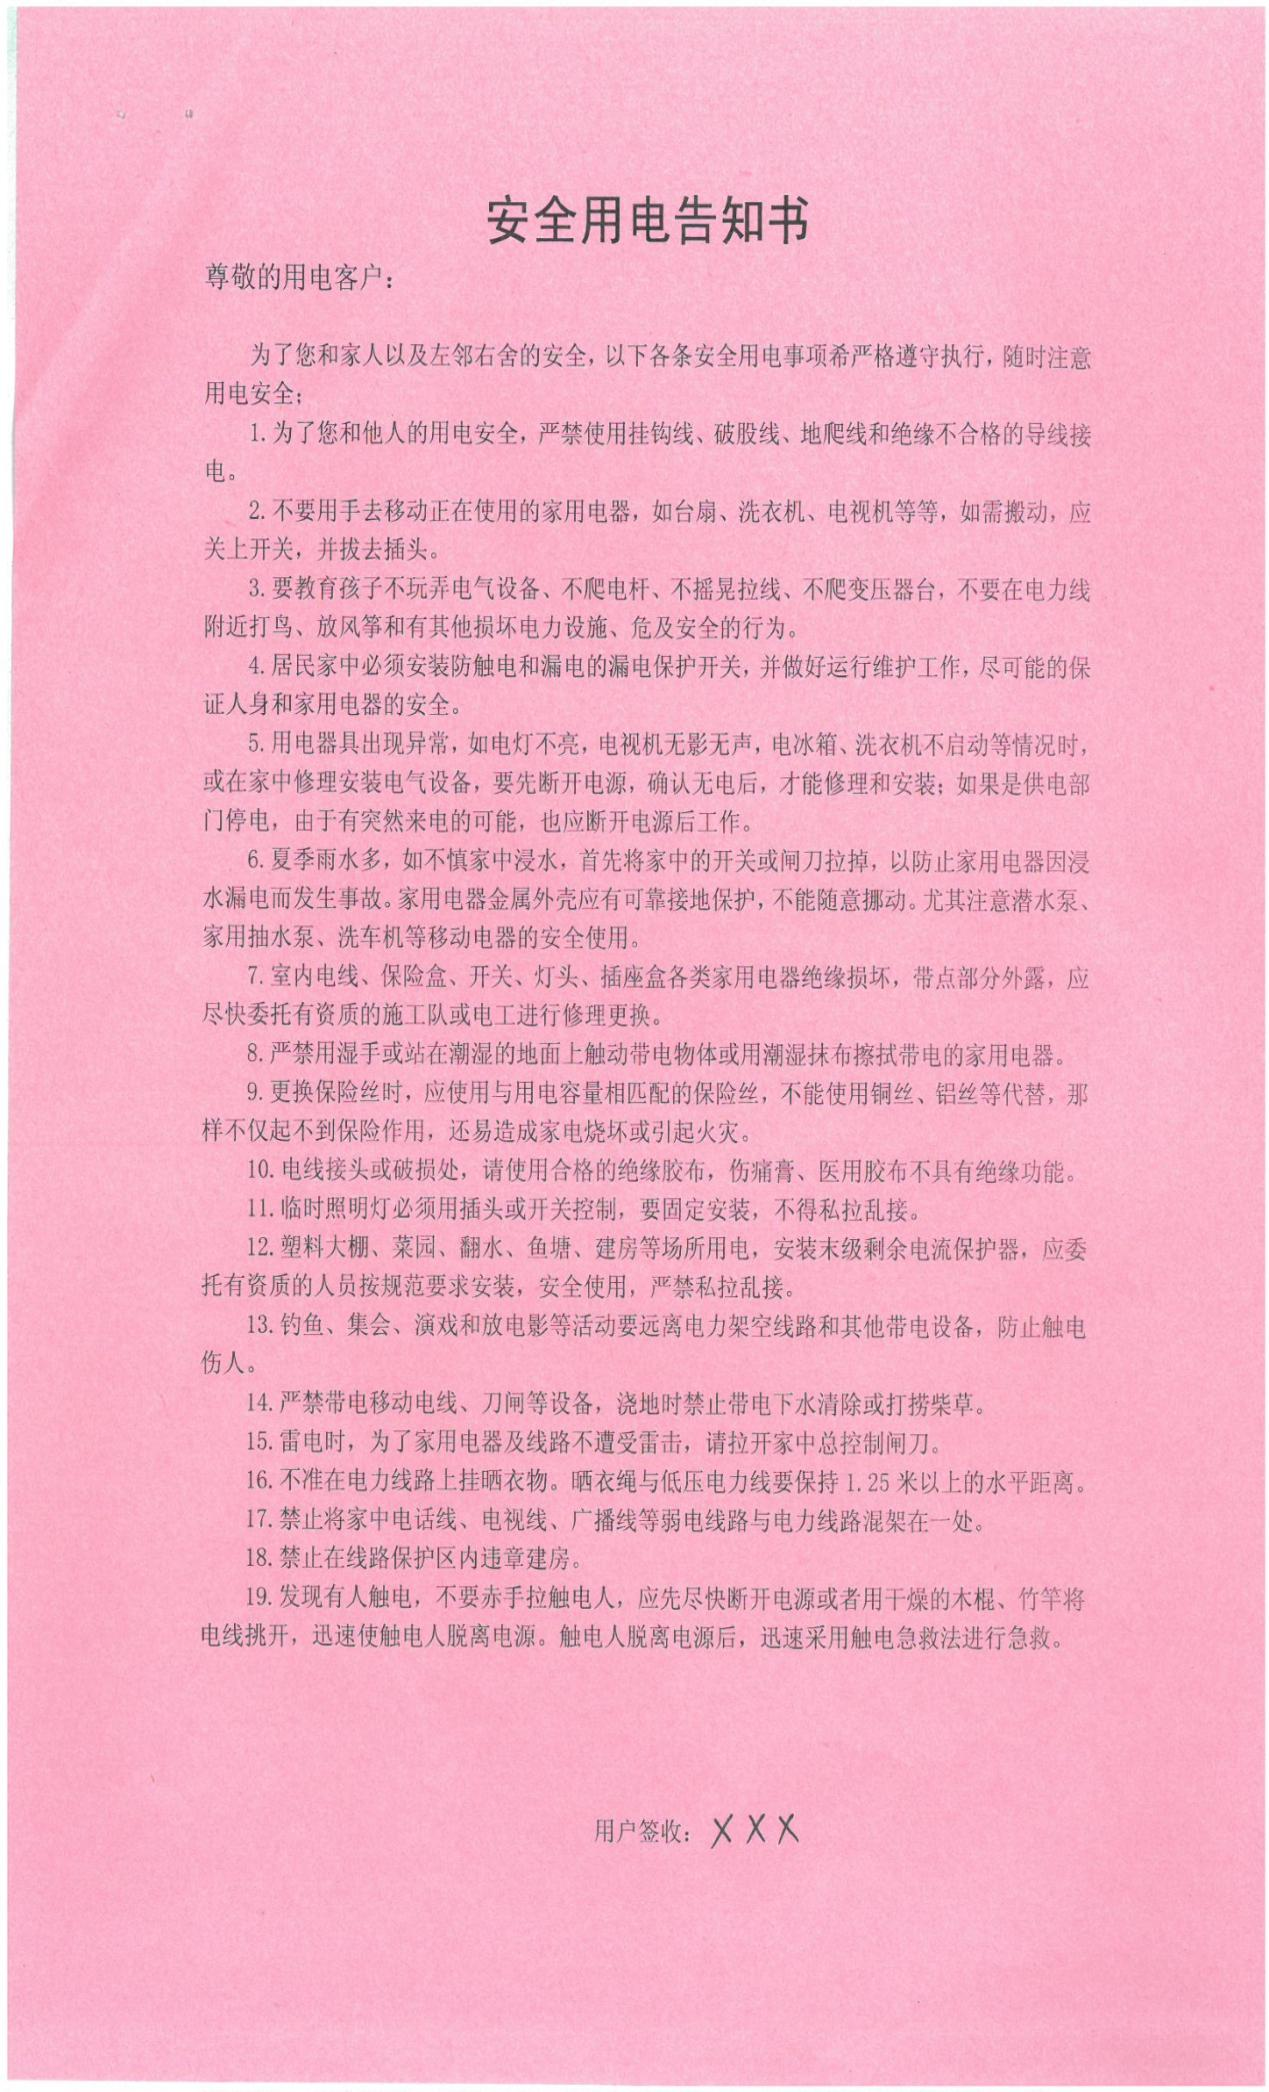 安全用电告知书
尊敬的用电客户：
为了您和家人以及左邻右舍的安全，以下各条安全用电事项希严格遵守执行，随时注意
用电安全；
1.为了您和他人的用电安全，严禁使用挂钩线、破股线、地爬线和绝缘不合格的导线接
电。
2.不要用手去移动正在使用的家用电器，如台扇、洗衣机、电视机等等，如需搬动，应
关上开关，并拔去插头。
3.要教育孩子不玩弄电气设备、不爬电杆、不摇晃拉线、不爬变压器台，不要在电力线
附近打鸟、放风筝和有其他损坏电力设施、危及安全的行为。
4.居民家中必须安装防触电和漏电的漏电保护开关，并做好运行维护工作，尽可能的保
证人身和家用电器的安全。
5.用电器具出现异常，如电灯不亮，电视机无影无声，电冰箱、洗衣机不启动等情况时，
或在家中修理安装电气设备，要先断开电源，确认无电后，才能修理和安装；如果是供电部
门停电，由于有突然来电的可能，也应断开电源后工作。
6.夏季雨水多，如不慎家中浸水，首先将家中的开关或闸刀拉掉，以防止家用电器因浸
水漏电而发生事故。家用电器金属外壳应有可靠接地保护，不能随意挪动。尤其注意潜水泵、
家用抽水泵、洗车机等移动电器的安全使用。
7.室内电线、保险盒、开关、灯头、插座盒各类家用电器绝缘损坏，带点部分外露，应
尽快委托有资质的施工队或电工进行修理更换。
8.严禁用湿手或站在潮湿的地面上触动带电物体或用潮湿抹布擦拭带电的家用电器。
9.更换保险丝时，应使用与用电容量相匹配的保险丝，不能使用铜丝、铝丝等代替，那
样不仅起不到保险作用，还易造成家电烧坏或引起火灾。
10.电线接头或破损处，请使用合格的绝缘胶布，伤痛膏、医用胶布不具有绝缘功能。
11.临时照明灯必须用插头或开关控制，要固定安装，不得私拉乱接。
12.塑料大棚、菜园、翻水、鱼塘、建房等场所用电，安装末级剩余电流保护器，应委
托有资质的人员按规范要求安装，安全使用，严禁私拉乱接。
13.钓鱼、集会、演戏和放电影等活动要远离电力架空线路和其他带电设备，防止触电
伤人。
14.严禁带电移动电线、刀闸等设备，浇地时禁止带电下水清除或打捞柴草。
15.雷电时，为了家用电器及线路不遭受雷击，请拉开家中总控制闸刀。
16.不准在电力线路上挂晒衣物。晒衣绳与低压电力线要保持1.25米以上的水平距离。
17.禁止将家中电话线、电视线、广播线等弱电线路与电力线路混架在一处。
18.禁止在线路保护区内违章建房。
19.发现有人触电，不要赤手拉触电人，应先尽快断开电源或者用干燥的木棍、竹竿将
电线挑开，迅速使触电人脱离电源。触电人脱离电源后，迅速采用触电急救法进行急救。
用户签收：XXX